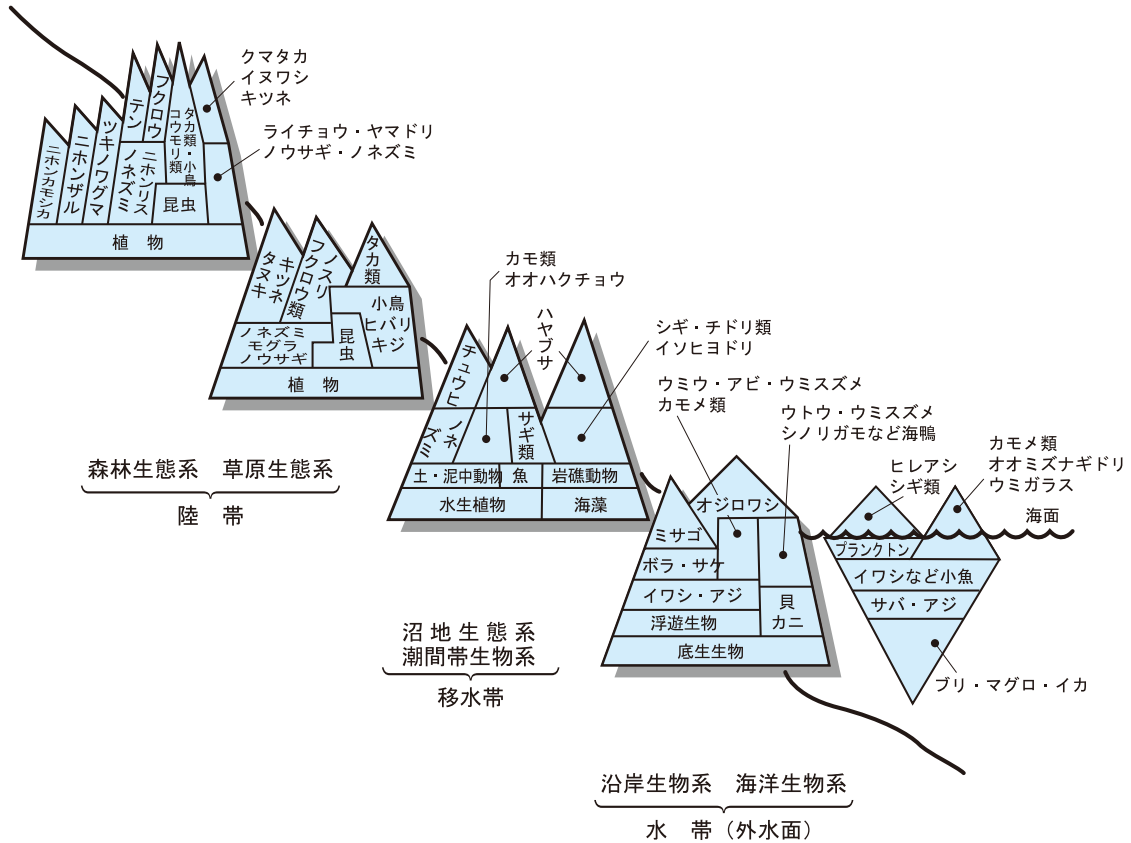 クマタカ
イヌワシ
キツネ
ライチョウ・ヤマドリ
ノウサギ・ノネズミ
ニホンカモシカ
ニホンザル
ツキノワグマ
テン
フクロウ
タカ類・小鳥
コウモリ類
ニホンリス
ノネズミ
昆虫
植　物
キツネ
タヌキ
ノスリ
フクロウ類
タカ類
小鳥
ヒバリ
キジ
昆虫
ノネズミ
モグラ
ノウサギ
植　物
カモ類
オオハクチョウ
ハヤブサ
シギ・チドリ類
イソヒヨドリ
チュウヒ
ノネ
ズミ
サギ類
土・泥中動物
魚
岩礁動物
水生植物
海藻
ウミウ・アビ・ウミスズメ
カモメ類
ウトウ・ウミスズメ
シノリガモなど海鴨
オジロワシ
ミサゴ
ボラ・サケ
イワシ・アジ
浮遊生物
貝
カニ
底生生物
ヒレアシ
シギ類
カモメ類
オオミズナギドリ
ウミガラス
海面
プランクトン
イワシなど小魚
サバ・アジ
ブリ・マグロ・イカ
森林生態系　草原生態系
陸　帯
沼地生態系
潮間帯生物系
移水帯
沿岸生物系　海洋生物系
水　帯（外水面）